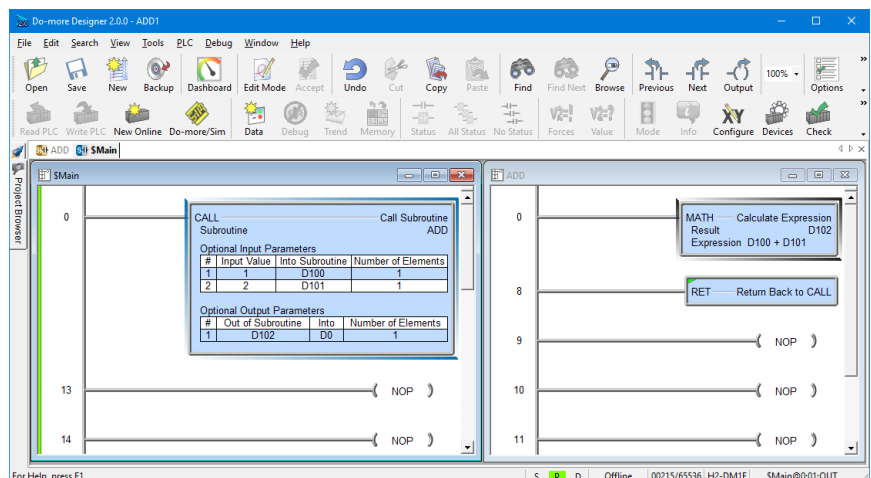 Do-more Designer 2.0.0 - ADD1
File Edit Search View Tools PLC Debug Window Help
Open Save New Backup Dashboard Edit Mode Accept Undo Cut Copy Paste Find Find Next Browse Previous Next Output 100% Options
Read PLC Write PLC New Online Do-more/Sim Data Debug Trend Memory Status All Status No Status Forces Value Mode Info Configure Devices Check
ADD $Main
Project Browser
$Main
0
CALL Call Subroutine
Subroutine ADD
Optional Input Parameters
# Input Value Into Subroutine Number of Elements
1 1 D100 1
2 2 D101 1
Optional Output Parameters
# Out of Subroutine Into Number of Elements
1 D102 D0 1
13 NOP
14 NOP
ADD
0
MATH Calculate Expression
Result D102
Expression D100 + D101
8 RET Return Back to CALL
9 NOP
10 NOP
11 NOP
For Help, press F1 S P D Offline 00215/65536 H2-DM1E $Main@0:01:OUT